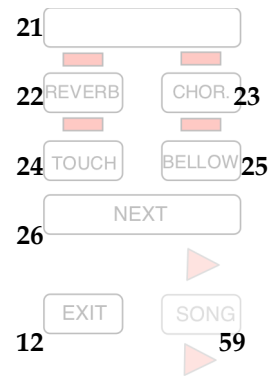 21
22 REVERB CHOR. 23
24 TOUCH BELLOW 25
NEXT
26
EXIT SONG
12 59